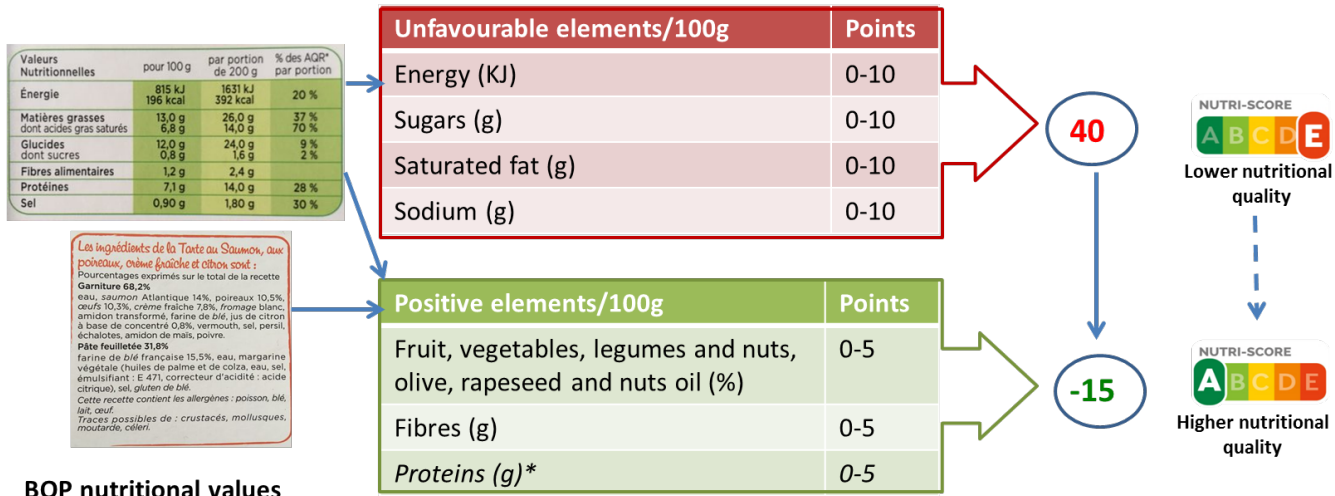 Valeurs Nutritionnelles pour 100 g par portion de 200 g % des AQR* par portion
Énergie 815 kJ 196 kcal 1631 kJ 392 kcal 20 %
Matières grasses 13,0 g 26,0 g 37 %
dont acides gras saturés 6,8 g 14,0 g 70 %
Glucides 12,0 g 24,0 g 9 %
dont sucres 0,8 g 1,6 g 2 %
Fibres alimentaires 1,2 g 2,4 g
Protéines 7,1 g 14,0 g 28 %
Sel 0,90 g 1,80 g 30 %
Les ingrédients de la Tarte au Saumon, aux
poireaux, crème fraîche et citron sont :
Pourcentages exprimés sur le total de la recette
Garniture 68,2%
eau, saumon Atlantique 14%, poireaux 10,5%,
œufs 10,3%, crème fraîche 7,8%, fromage blanc,
amidon transformé, farine de blé, jus de citron
à base de concentré 0,8%, vermouth, sel, persil,
échalotes, amidon de maïs, poivre.
Pâte feuilletée 31,8%
farine de blé française 15,5%, eau, margarine
végétale (huiles de palme et de colza, eau, sel,
émulsifiant : E 471, correcteur d'acidité : acide
citrique), sel, gluten de blé.
Cette recette contient les allergènes : poisson, blé,
lait, œuf.
Traces possibles de : crustacés, mollusques,
moutarde, céleri.
BOP nutritional values
Unfavourable elements/100g Points
Energy (KJ) 0-10
Sugars (g) 0-10
Saturated fat (g) 0-10
Sodium (g) 0-10
Positive elements/100g Points
Fruit, vegetables, legumes and nuts,
olive, rapeseed and nuts oil (%) 0-5
Fibres (g) 0-5
Proteins (g)* 0-5
40
-15
NUTRI-SCORE
A B C D E
Lower nutritional
quality
NUTRI-SCORE
A B C D E
Higher nutritional
quality